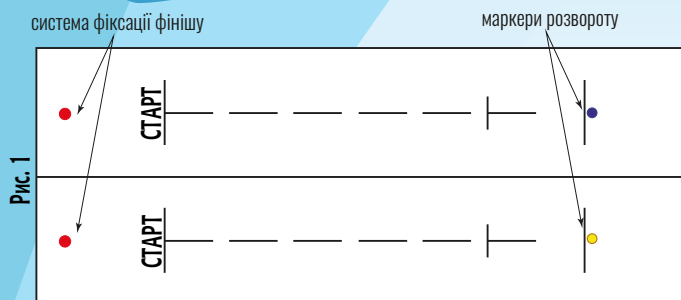 система фіксації фінішу
маркери розвороту
СТАРТ
Рис. 1
СТАРТ